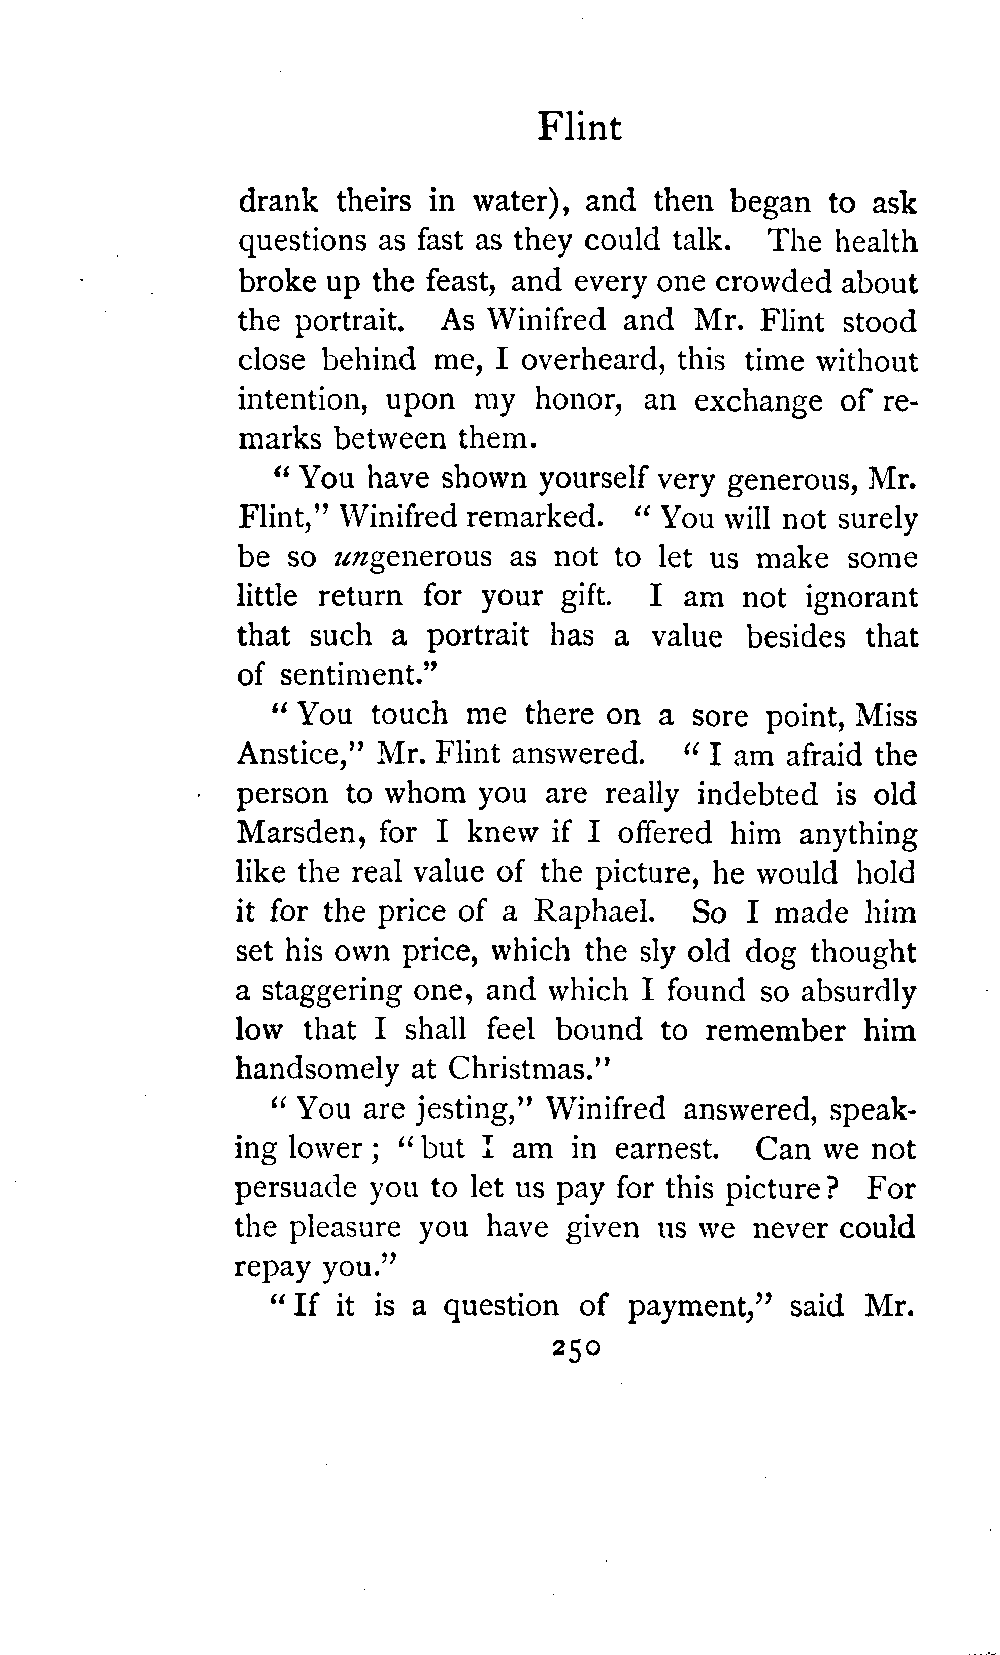 Flint
drank theirs in water), and then began to ask
questions as fast as they could talk. The health
broke up the feast, and every one crowded about
the portrait. As Winifred and Mr. Flint stood
close behind me, I overheard, this time without
intention, upon my honor, an exchange of re-
marks between them.
" You have shown yourself very generous, Mr.
Flint," Winifred remarked. " You will not surely
be so ungenerous as not to let us make some
little return for your gift. I am not ignorant
that such a portrait has a value besides that
of sentiment."
" You touch me there on a sore point, Miss
Anstice," Mr. Flint answered. " I am afraid the
person to whom you are really indebted is old
Marsden, for I knew if I offered him anything
like the real value of the picture, he would hold
it for the price of a Raphael. So I made him
set his own price, which the sly old dog thought
a staggering one, and which I found so absurdly
low that I shall feel bound to remember him
handsomely at Christmas."
" You are jesting," Winifred answered, speak-
ing lower ; " but I am in earnest. Can we not
persuade you to let us pay for this picture? For
the pleasure you have given us we never could
repay you."
" If it is a question of payment," said Mr.
250